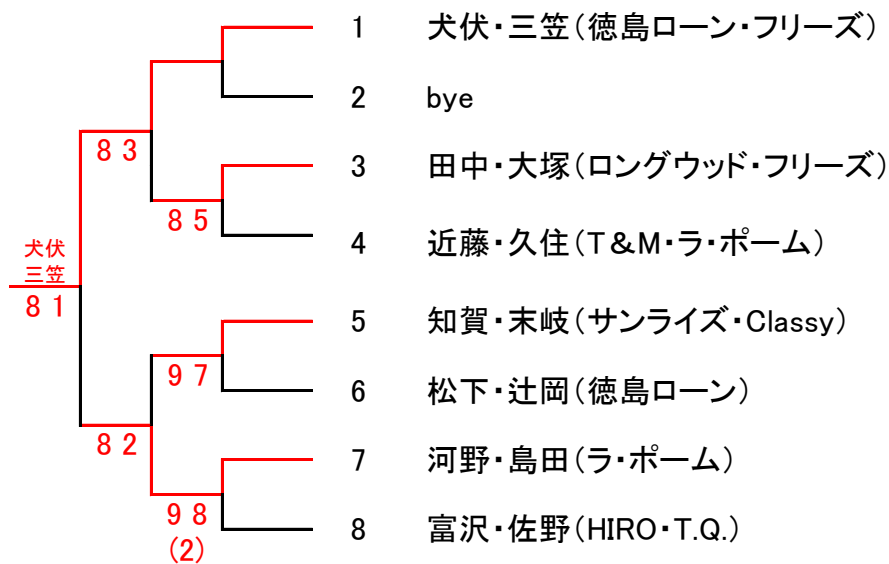 1 犬伏・三笠(徳島ローン・フリーズ)
2 bye
8 3
3 田中・大塚(ロングウッド・フリーズ)
8 5
4 近藤・久住(T&M・ラ・ポーム)
犬伏
三笠
8 1
5 知賀・末岐(サンライズ・Classy)
9 7
6 松下・辻岡(徳島ローン)
8 2
7 河野・島田(ラ・ポーム)
9 8
(2)
8 富沢・佐野(HIRO・T.Q.)